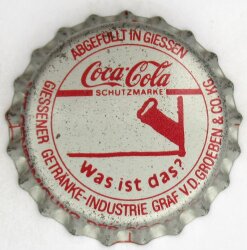 ABGEFÜLLT IN GIESSEN
Coca-Cola
SCHUTZMARKE
Was ist das?
GIESSENER GETRÄNKE-INDUSTRIE GRAF V.D. GROEBEN & CO. KG